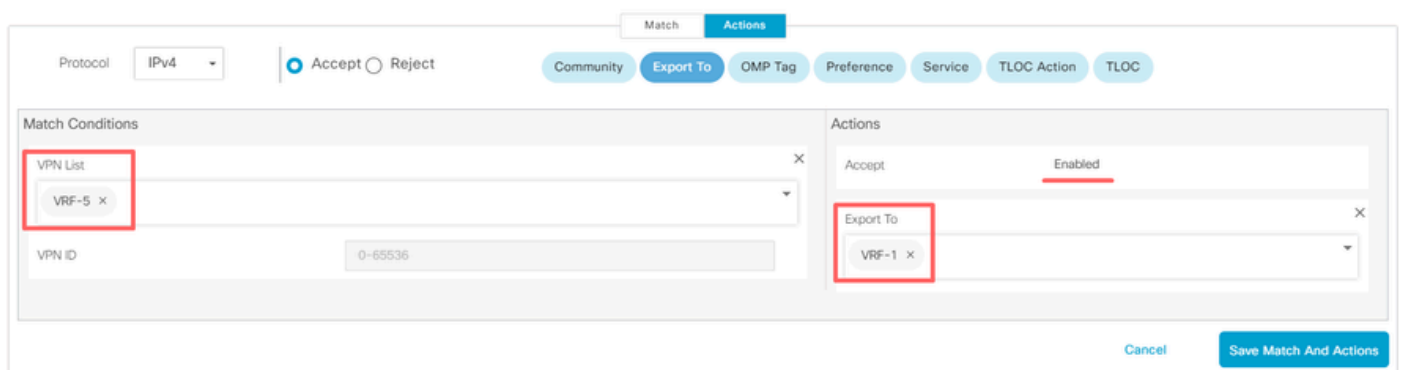 Match Actions
Protocol IPv4 Accept Reject Community Export To OMP Tag Preference Service TLOC Action TLOC
Match Conditions
VPN List ×
VRF-5 ×
VPN ID 0-65536
Actions
Accept Enabled
Export To ×
VRF-1 ×
Cancel Save Match And Actions